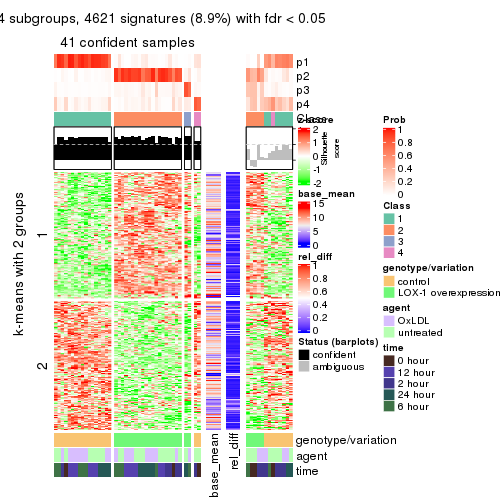 4 subgroups, 4621 signatures (8.9%) with fdr < 0.05
41 confident samples
p1
p2
p3
p4
Class
z-score
2
1
0
-1
-2
Silhouette
score
base_mean
15
10
5
0
rel_diff
1
0.8
0.6
0.4
0.2
0
Status (barplots)
confident
ambiguous
Prob
1
0.8
0.6
0.4
0.2
0
Class
1
2
3
4
genotype/variation
control
LOX-1 overexpression
agent
OxLDL
untreated
time
0 hour
12 hour
2 hour
24 hour
6 hour
k-means with 2 groups
1
2
genotype/variation
agent
time
base_mean
rel_diff